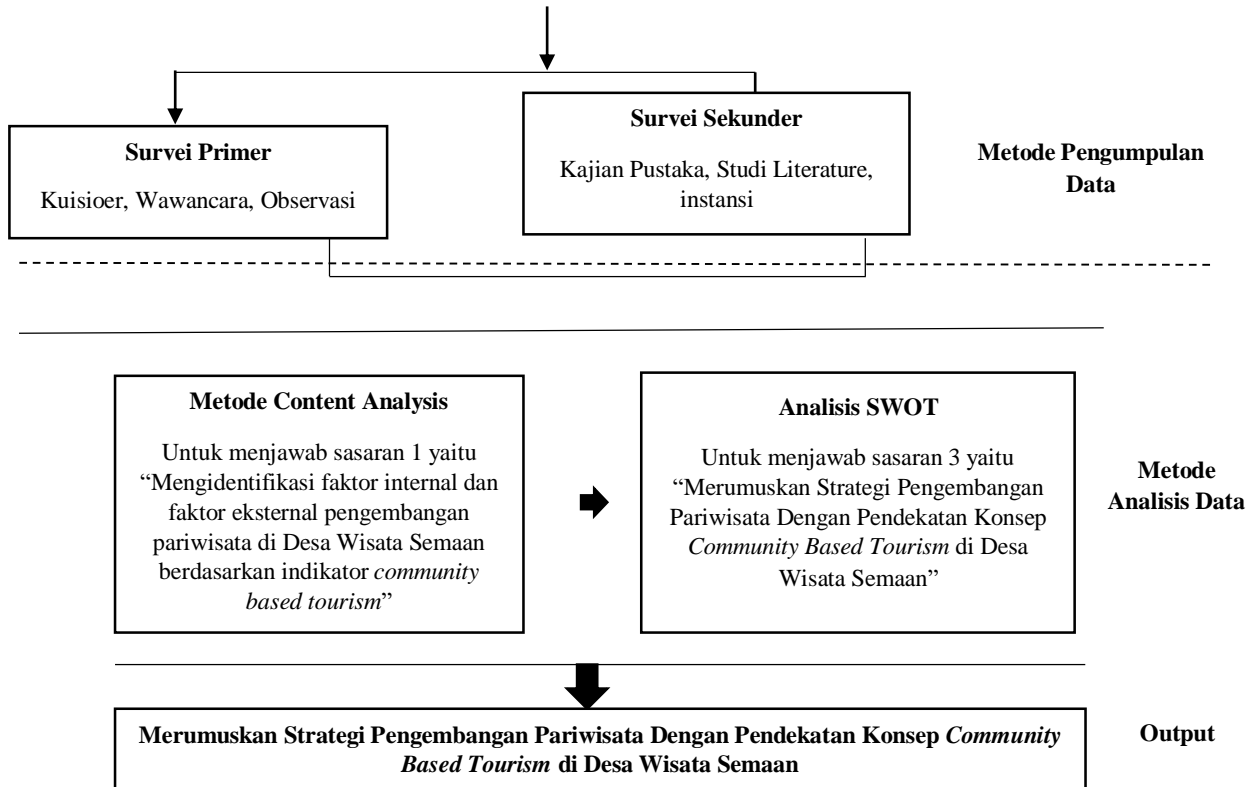 Survei Primer
Kuisioer, Wawancara, Observasi
Survei Sekunder
Kajian Pustaka, Studi Literature,
instansi
Metode Pengumpulan
Data
Metode Content Analysis
Untuk menjawab sasaran 1 yaitu
“Mengidentifikasi faktor internal dan
faktor eksternal pengembangan
pariwisata di Desa Wisata Semaan
berdasarkan indikator community
based tourism”
Analisis SWOT
Untuk menjawab sasaran 3 yaitu
“Merumuskan Strategi Pengembangan
Pariwisata Dengan Pendekatan Konsep
Community Based Tourism di Desa
Wisata Semaan”
Metode
Analisis Data
Merumuskan Strategi Pengembangan Pariwisata Dengan Pendekatan Konsep Community
Based Tourism di Desa Wisata Semaan
Output